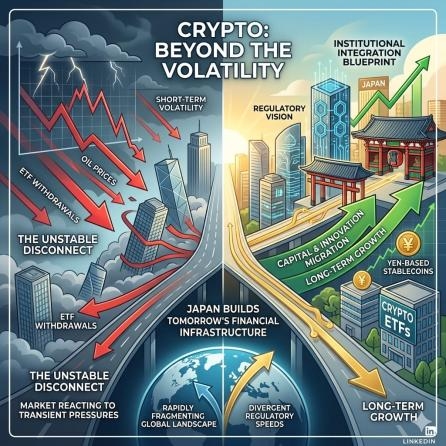 CRYPTO:
BEYOND THE
VOLATILITY
INSTITUTIONAL
INTEGRATION
BLUEPRINT
JAPAN
SHORT-TERM
VOLATILITY
REGULATORY
VISION
OIL PRICES
ETF WITHDRAWALS
THE UNSTABLE
DISCONNECT
CAPITAL & INNOVATION
MIGRATION
LONG-TERM GROWTH
YEN-BASED
STABLECOINS
¥
¥
ETF
WITHDRAWALS
JAPAN BUILDS
TOMORROW'S FINANCIAL
INFRASTRUCTURE
CRYPTO
ETFs
THE UNSTABLE
DISCONNECT
MARKET REACTING TO
TRANSIENT PRESSURES
RAPIDLY
FRAGMENTING
GLOBAL LANDSCAPE
DIVERGENT
REGULATORY
SPEEDS
LONG-TERM
GROWTH
in
LINKEDIN